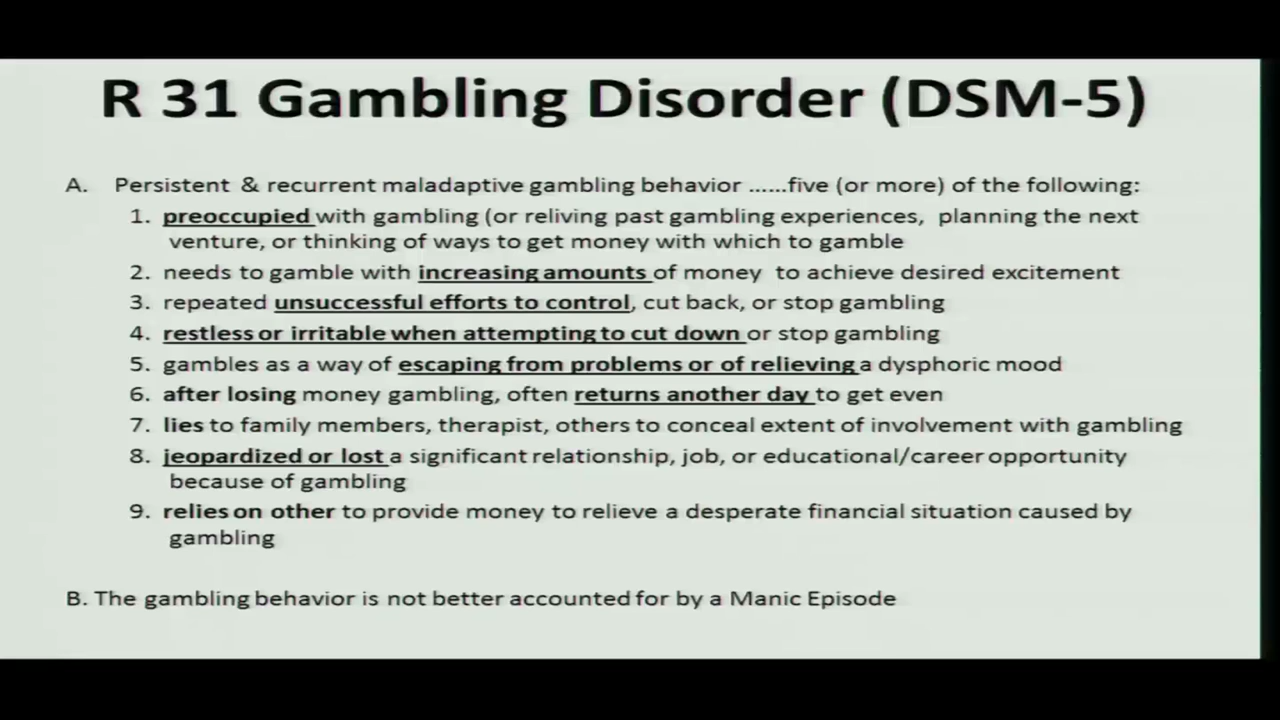 R 31 Gambling Disorder (DSM-5)
A. Persistent & recurrent maladaptive gambling behavior ......five (or more) of the following:
1. preoccupied with gambling (or reliving past gambling experiences, planning the next
venture, or thinking of ways to get money with which to gamble
2. needs to gamble with increasing amounts of money to achieve desired excitement
3. repeated unsuccessful efforts to control, cut back, or stop gambling
4. restless or irritable when attempting to cut down or stop gambling
5. gambles as a way of escaping from problems or of relieving a dysphoric mood
6. after losing money gambling, often returns another day to get even
7. lies to family members, therapist, others to conceal extent of involvement with gambling
8. jeopardized or lost a significant relationship, job, or educational/career opportunity
because of gambling
9. relies on other to provide money to relieve a desperate financial situation caused by
gambling
B. The gambling behavior is not better accounted for by a Manic Episode